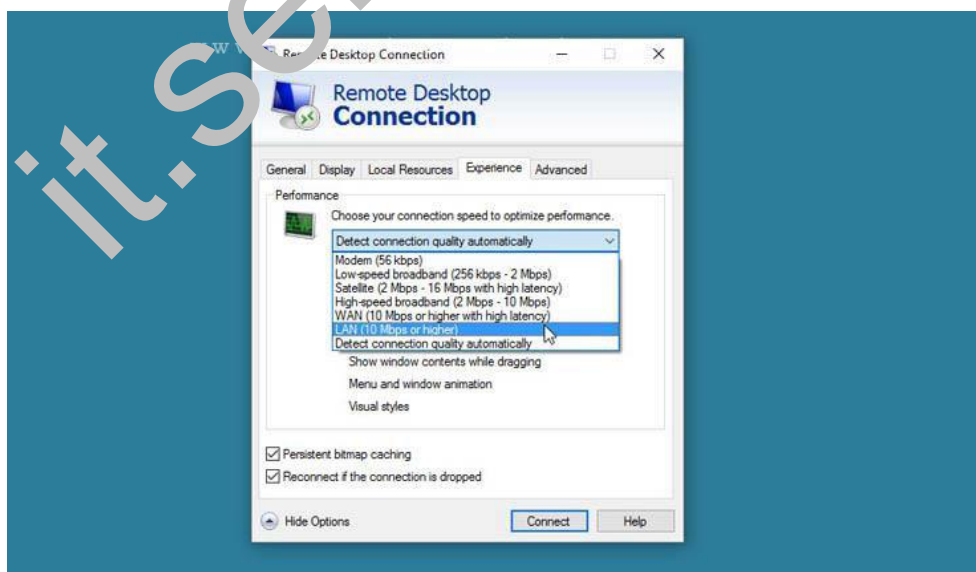 it.se
w w
Remote Desktop Connection
Remote Desktop
Connection
General Display Local Resources Experience Advanced
Performance
Choose your connection speed to optimize performance.
Detect connection quality automatically
Modem (56 kbps)
Low-speed broadband (256 kbps - 2 Mbps)
Satellite (2 Mbps - 16 Mbps with high latency)
High-speed broadband (2 Mbps - 10 Mbps)
WAN (10 Mbps or higher with high latency)
LAN (10 Mbps or higher)
Detect connection quality automatically
Show window contents while dragging
Menu and window animation
Visual styles
Persistent bitmap caching
Reconnect if the connection is dropped
Hide Options Connect Help